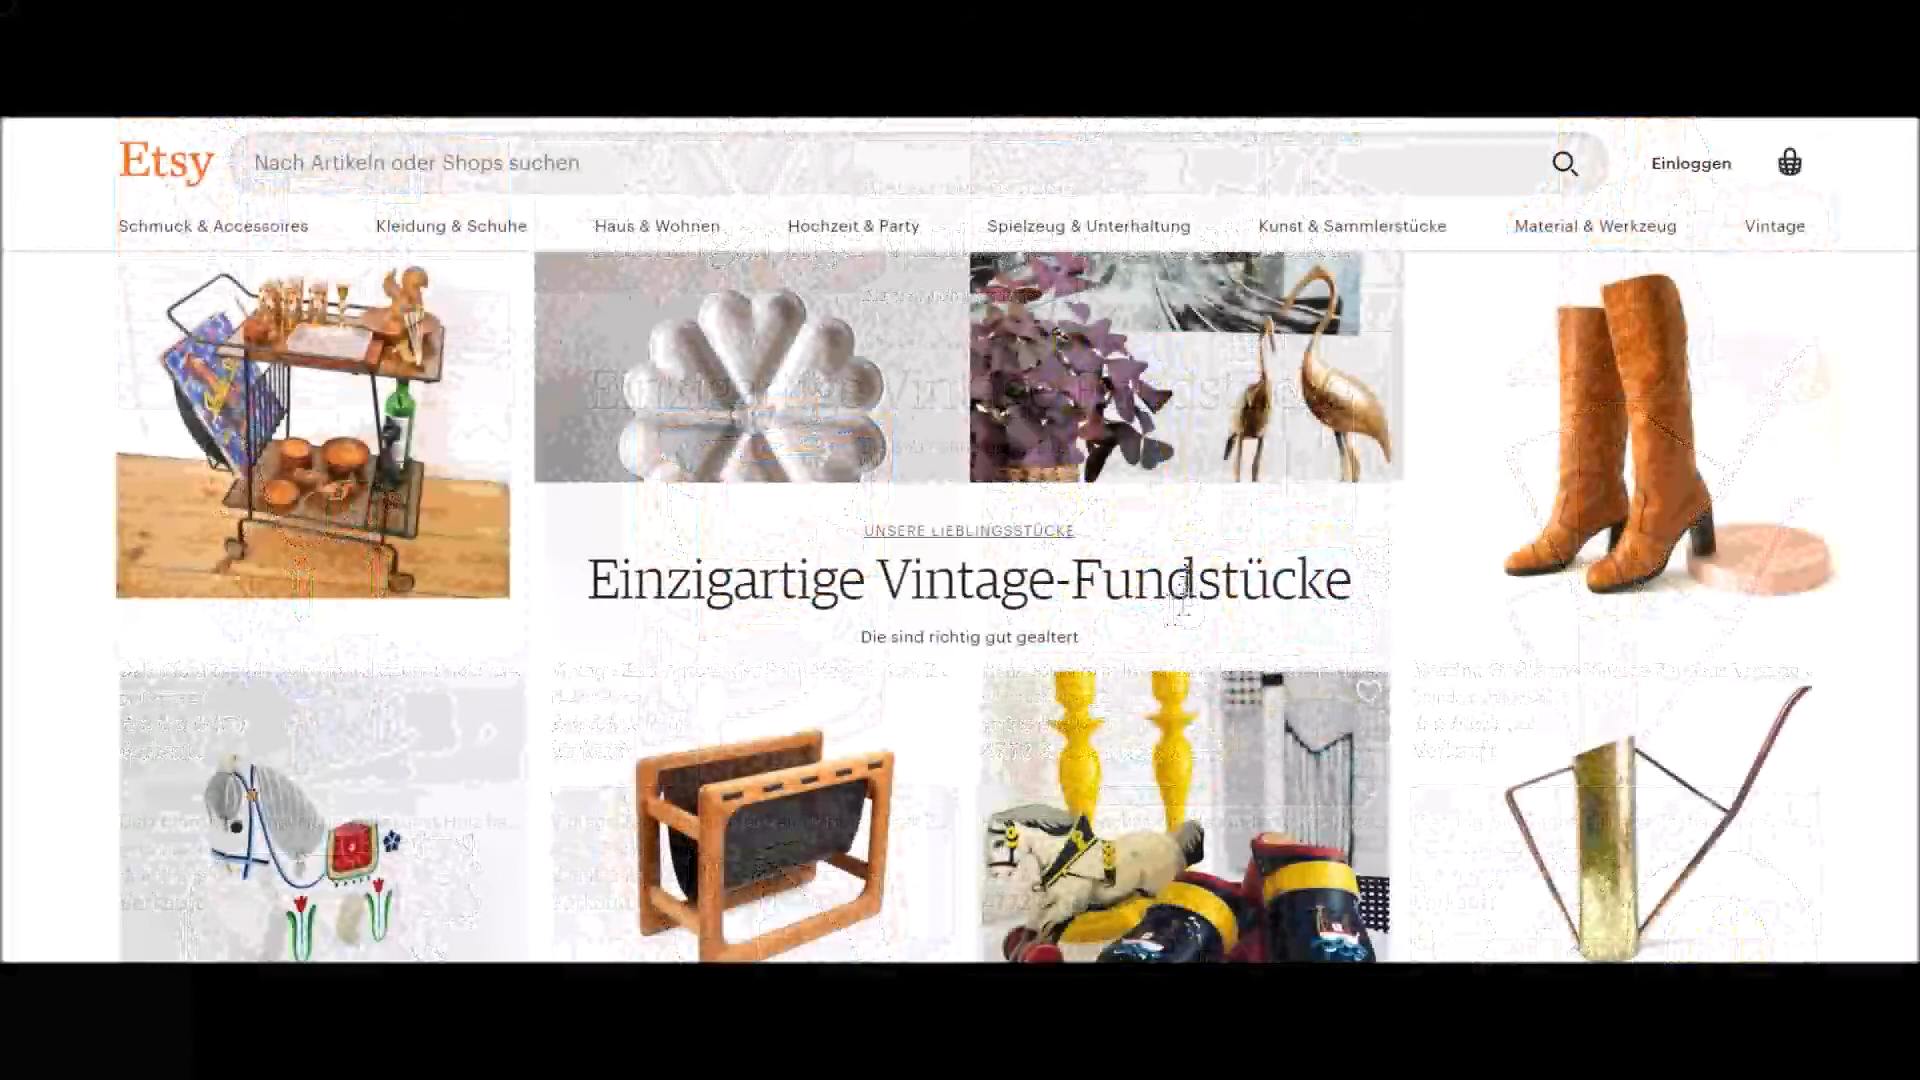 Etsy
Nach Artikeln oder Shops suchen
Einloggen
Schmuck & Accessoires
Kleidung & Schuhe
Haus & Wohnen
Hochzeit & Party
Spielzeug & Unterhaltung
Kunst & Sammlerstücke
Material & Werkzeug
Vintage
UNSERE LIEBLINGSSTÜCKE
Einzigartige Vintage-Fundstücke
Die sind richtig gut gealtert